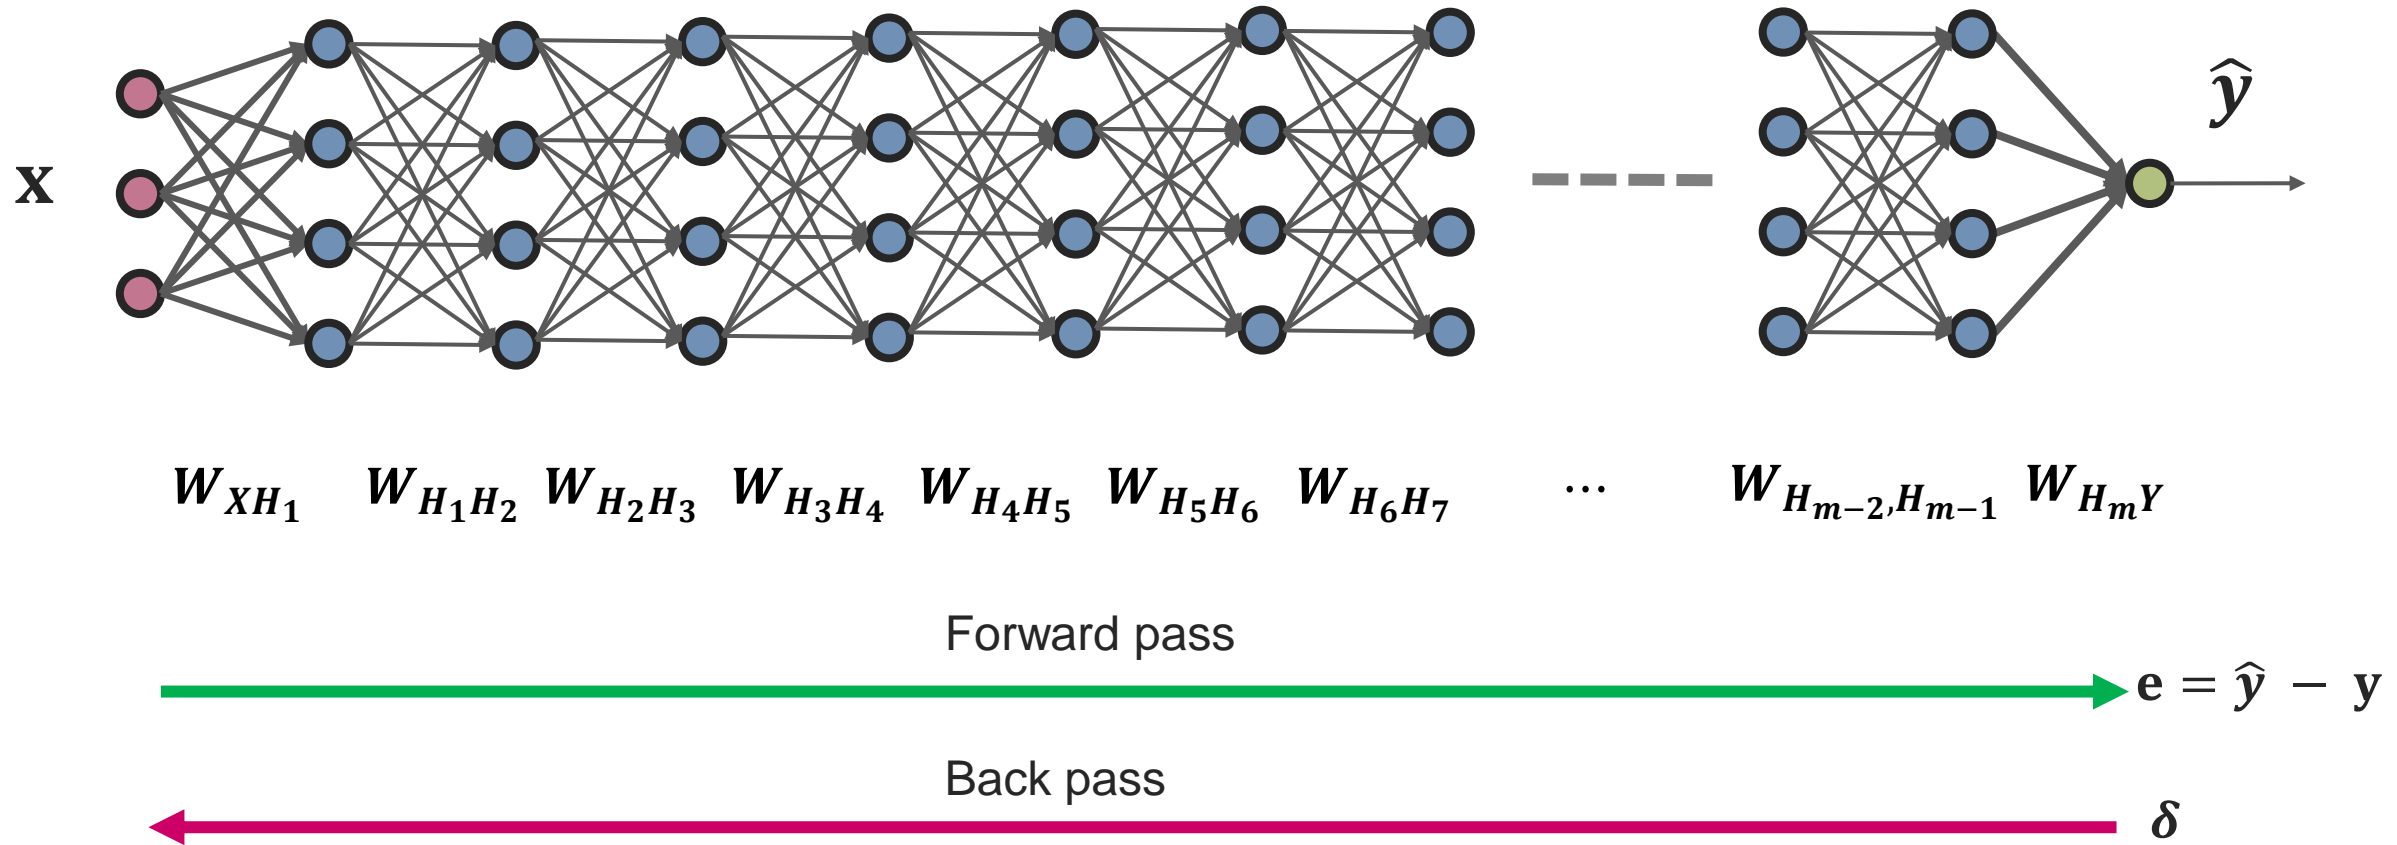 x
ŷ
W_{XH_1} W_{H_1H_2} W_{H_2H_3} W_{H_3H_4} W_{H_4H_5} W_{H_5H_6} W_{H_6H_7} ... W_{H_{m-2},H_{m-1}} W_{H_mY}
Forward pass
e = ŷ − y
Back pass
δ